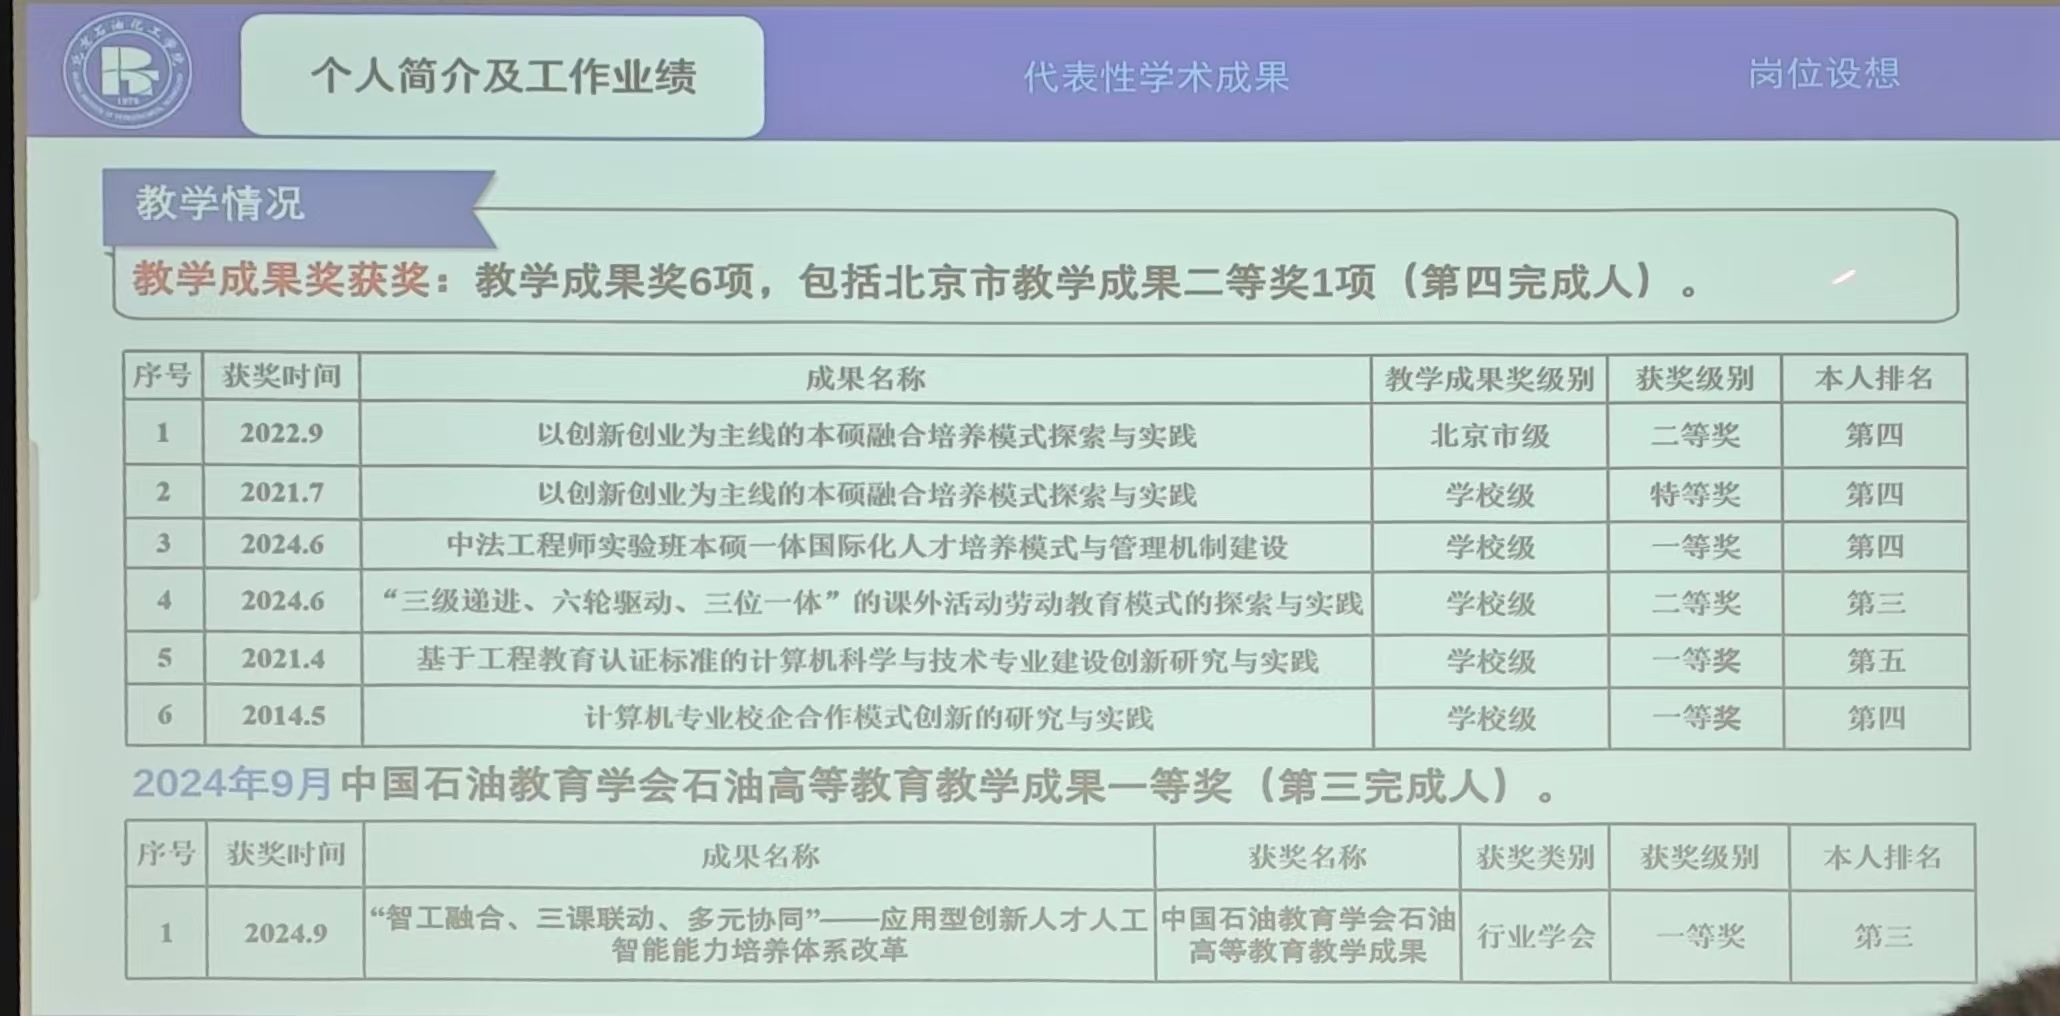 北京石油化工学院
1978
个人简介及工作业绩
代表性学术成果
岗位设想
教学情况
教学成果奖获奖：教学成果奖6项，包括北京市教学成果二等奖1项（第四完成人）。
序号 获奖时间 成果名称 教学成果奖级别 获奖级别 本人排名
1 2022.9 以创新创业为主线的本硕融合培养模式探索与实践 北京市级 二等奖 第四
2 2021.7 以创新创业为主线的本硕融合培养模式探索与实践 学校级 特等奖 第四
3 2024.6 中法工程师实验班本硕一体国际化人才培养模式与管理机制建设 学校级 一等奖 第四
4 2024.6 “三级递进、六轮驱动、三位一体”的课外活动劳动教育模式的探索与实践 学校级 二等奖 第三
5 2021.4 基于工程教育认证标准的计算机科学与技术专业建设创新研究与实践 学校级 一等奖 第五
6 2014.5 计算机专业校企合作模式创新的研究与实践 学校级 一等奖 第四
2024年9月中国石油教育学会石油高等教育教学成果一等奖（第三完成人）。
序号 获奖时间 成果名称 获奖名称 获奖类别 获奖级别 本人排名
1 2024.9 “智工融合、三课联动、多元协同”——应用型创新人才人工 中国石油教育学会石油 行业学会 一等奖 第三
智能能力培养体系改革 高等教育教学成果